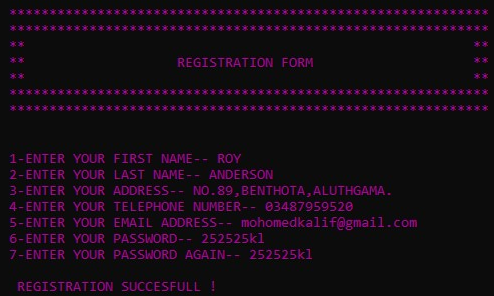 ************************************************************
************************************************************
** **
** REGISTRATION FORM **
** **
************************************************************
************************************************************
1-ENTER YOUR FIRST NAME-- ROY
2-ENTER YOUR LAST NAME-- ANDERSON
3-ENTER YOUR ADDRESS-- NO.89,BENTHOTA,ALUTHGAMA.
4-ENTER YOUR TELEPHONE NUMBER-- 03487959520
5-ENTER YOUR EMAIL ADDRESS-- mohomedkalif@gmail.com
6-ENTER YOUR PASSWORD-- 252525kl
7-ENTER YOUR PASSWORD AGAIN-- 252525kl
REGISTRATION SUCCESFULL !